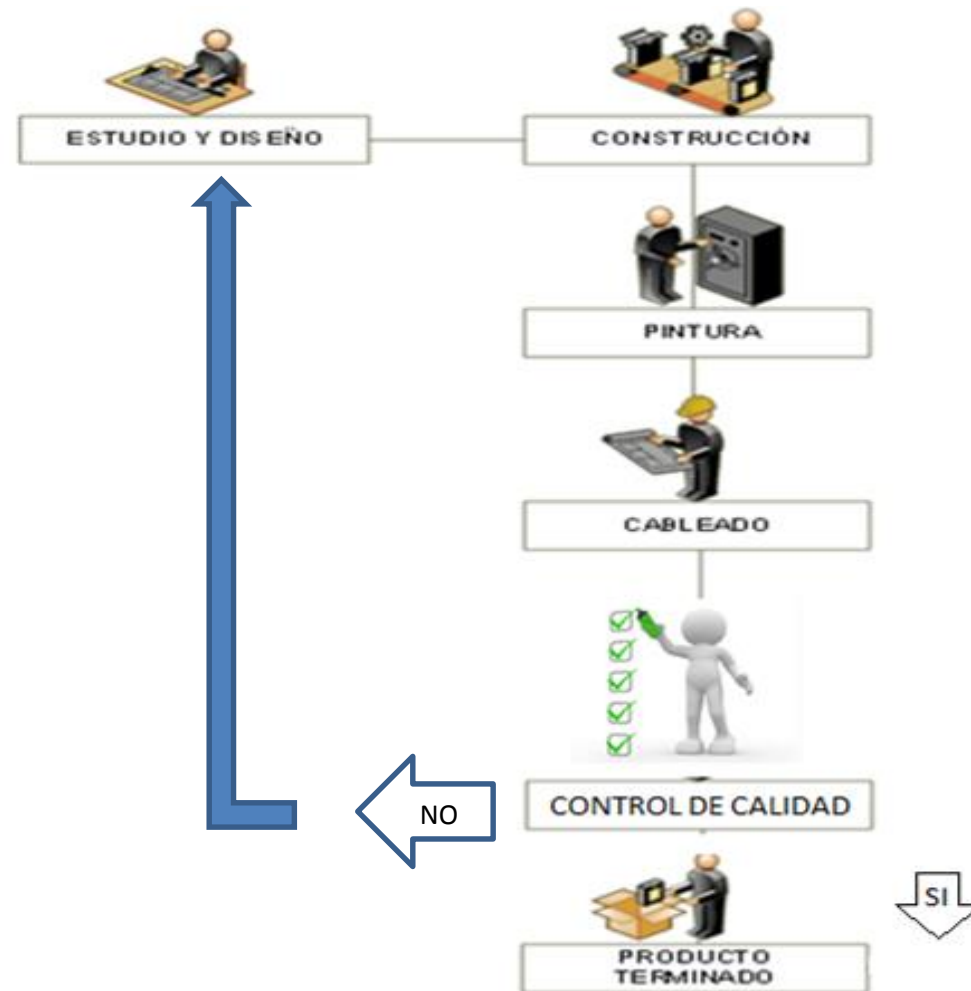 ESTUDIO Y DISEÑO
CONSTRUCCIÓN
PINTURA
CABLEADO
NO
CONTROL DE CALIDAD
SI
PRODUCTO
TERMINADO